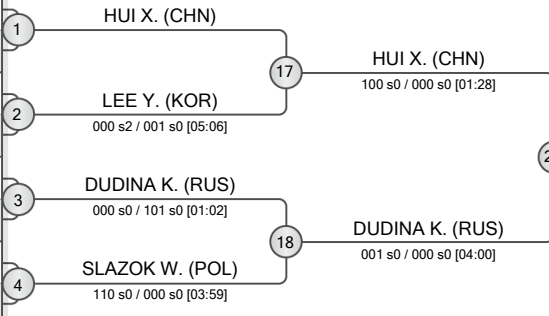 1
HUI X. (CHN)
17
HUI X. (CHN)
100 s0 / 000 s0 [01:28]
2
LEE Y. (KOR)
000 s2 / 001 s0 [05:06]
3
DUDINA K. (RUS)
000 s0 / 101 s0 [01:02]
18
DUDINA K. (RUS)
001 s0 / 000 s0 [04:00]
4
SLAZOK W. (POL)
110 s0 / 000 s0 [03:59]